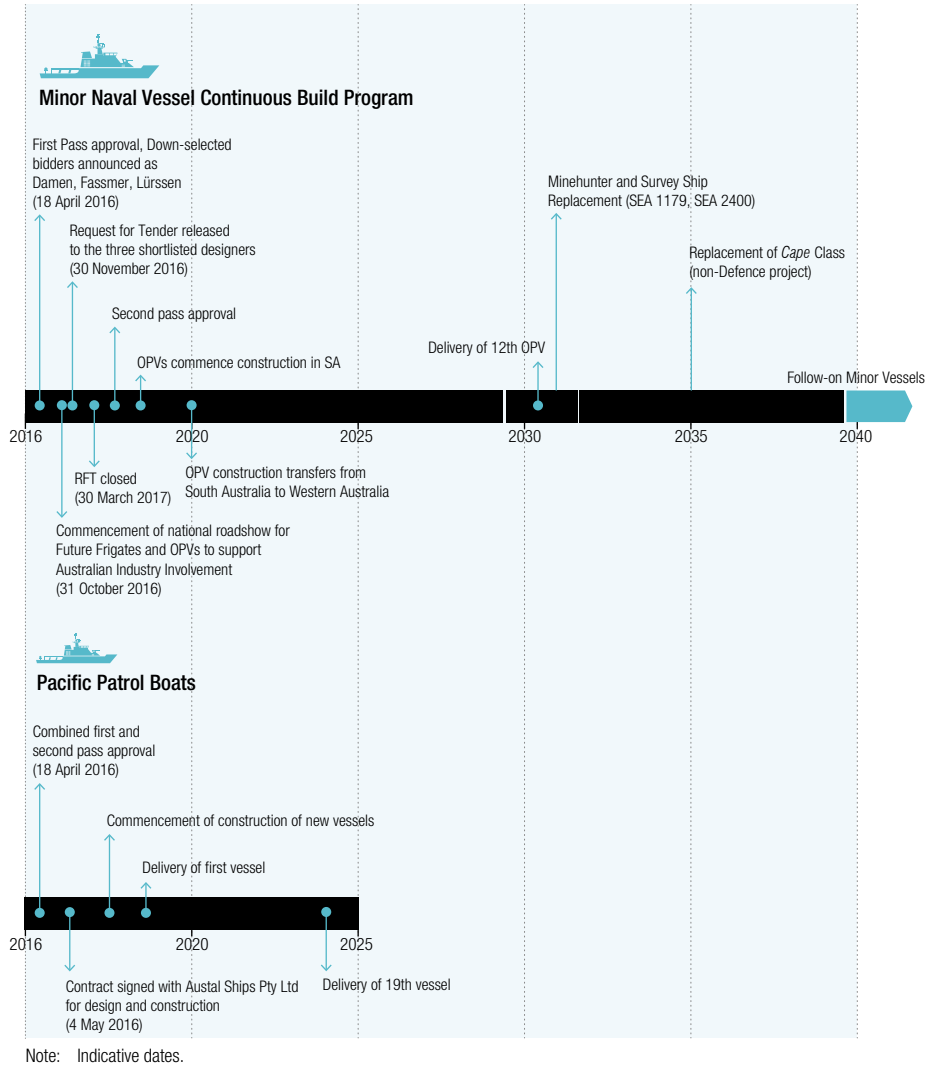 Minor Naval Vessel Continuous Build Program
First Pass approval, Down-selected
bidders announced as
Damen, Fassmer, Lürssen
(18 April 2016)
Request for Tender released
to the three shortlisted designers
(30 November 2016)
Second pass approval
OPVs commence construction in SA
Minehunter and Survey Ship
Replacement (SEA 1179, SEA 2400)
Replacement of Cape Class
(non-Defence project)
Delivery of 12th OPV
Follow-on Minor Vessels
2016 2020 2025 2030 2035 2040
RFT closed
(30 March 2017)
OPV construction transfers from
South Australia to Western Australia
Commencement of national roadshow for
Future Frigates and OPVs to support
Australian Industry Involvement
(31 October 2016)
Pacific Patrol Boats
Combined first and
second pass approval
(18 April 2016)
Commencement of construction of new vessels
Delivery of first vessel
2016 2020 2025
Contract signed with Austal Ships Pty Ltd
for design and construction
(4 May 2016)
Delivery of 19th vessel
Note: Indicative dates.